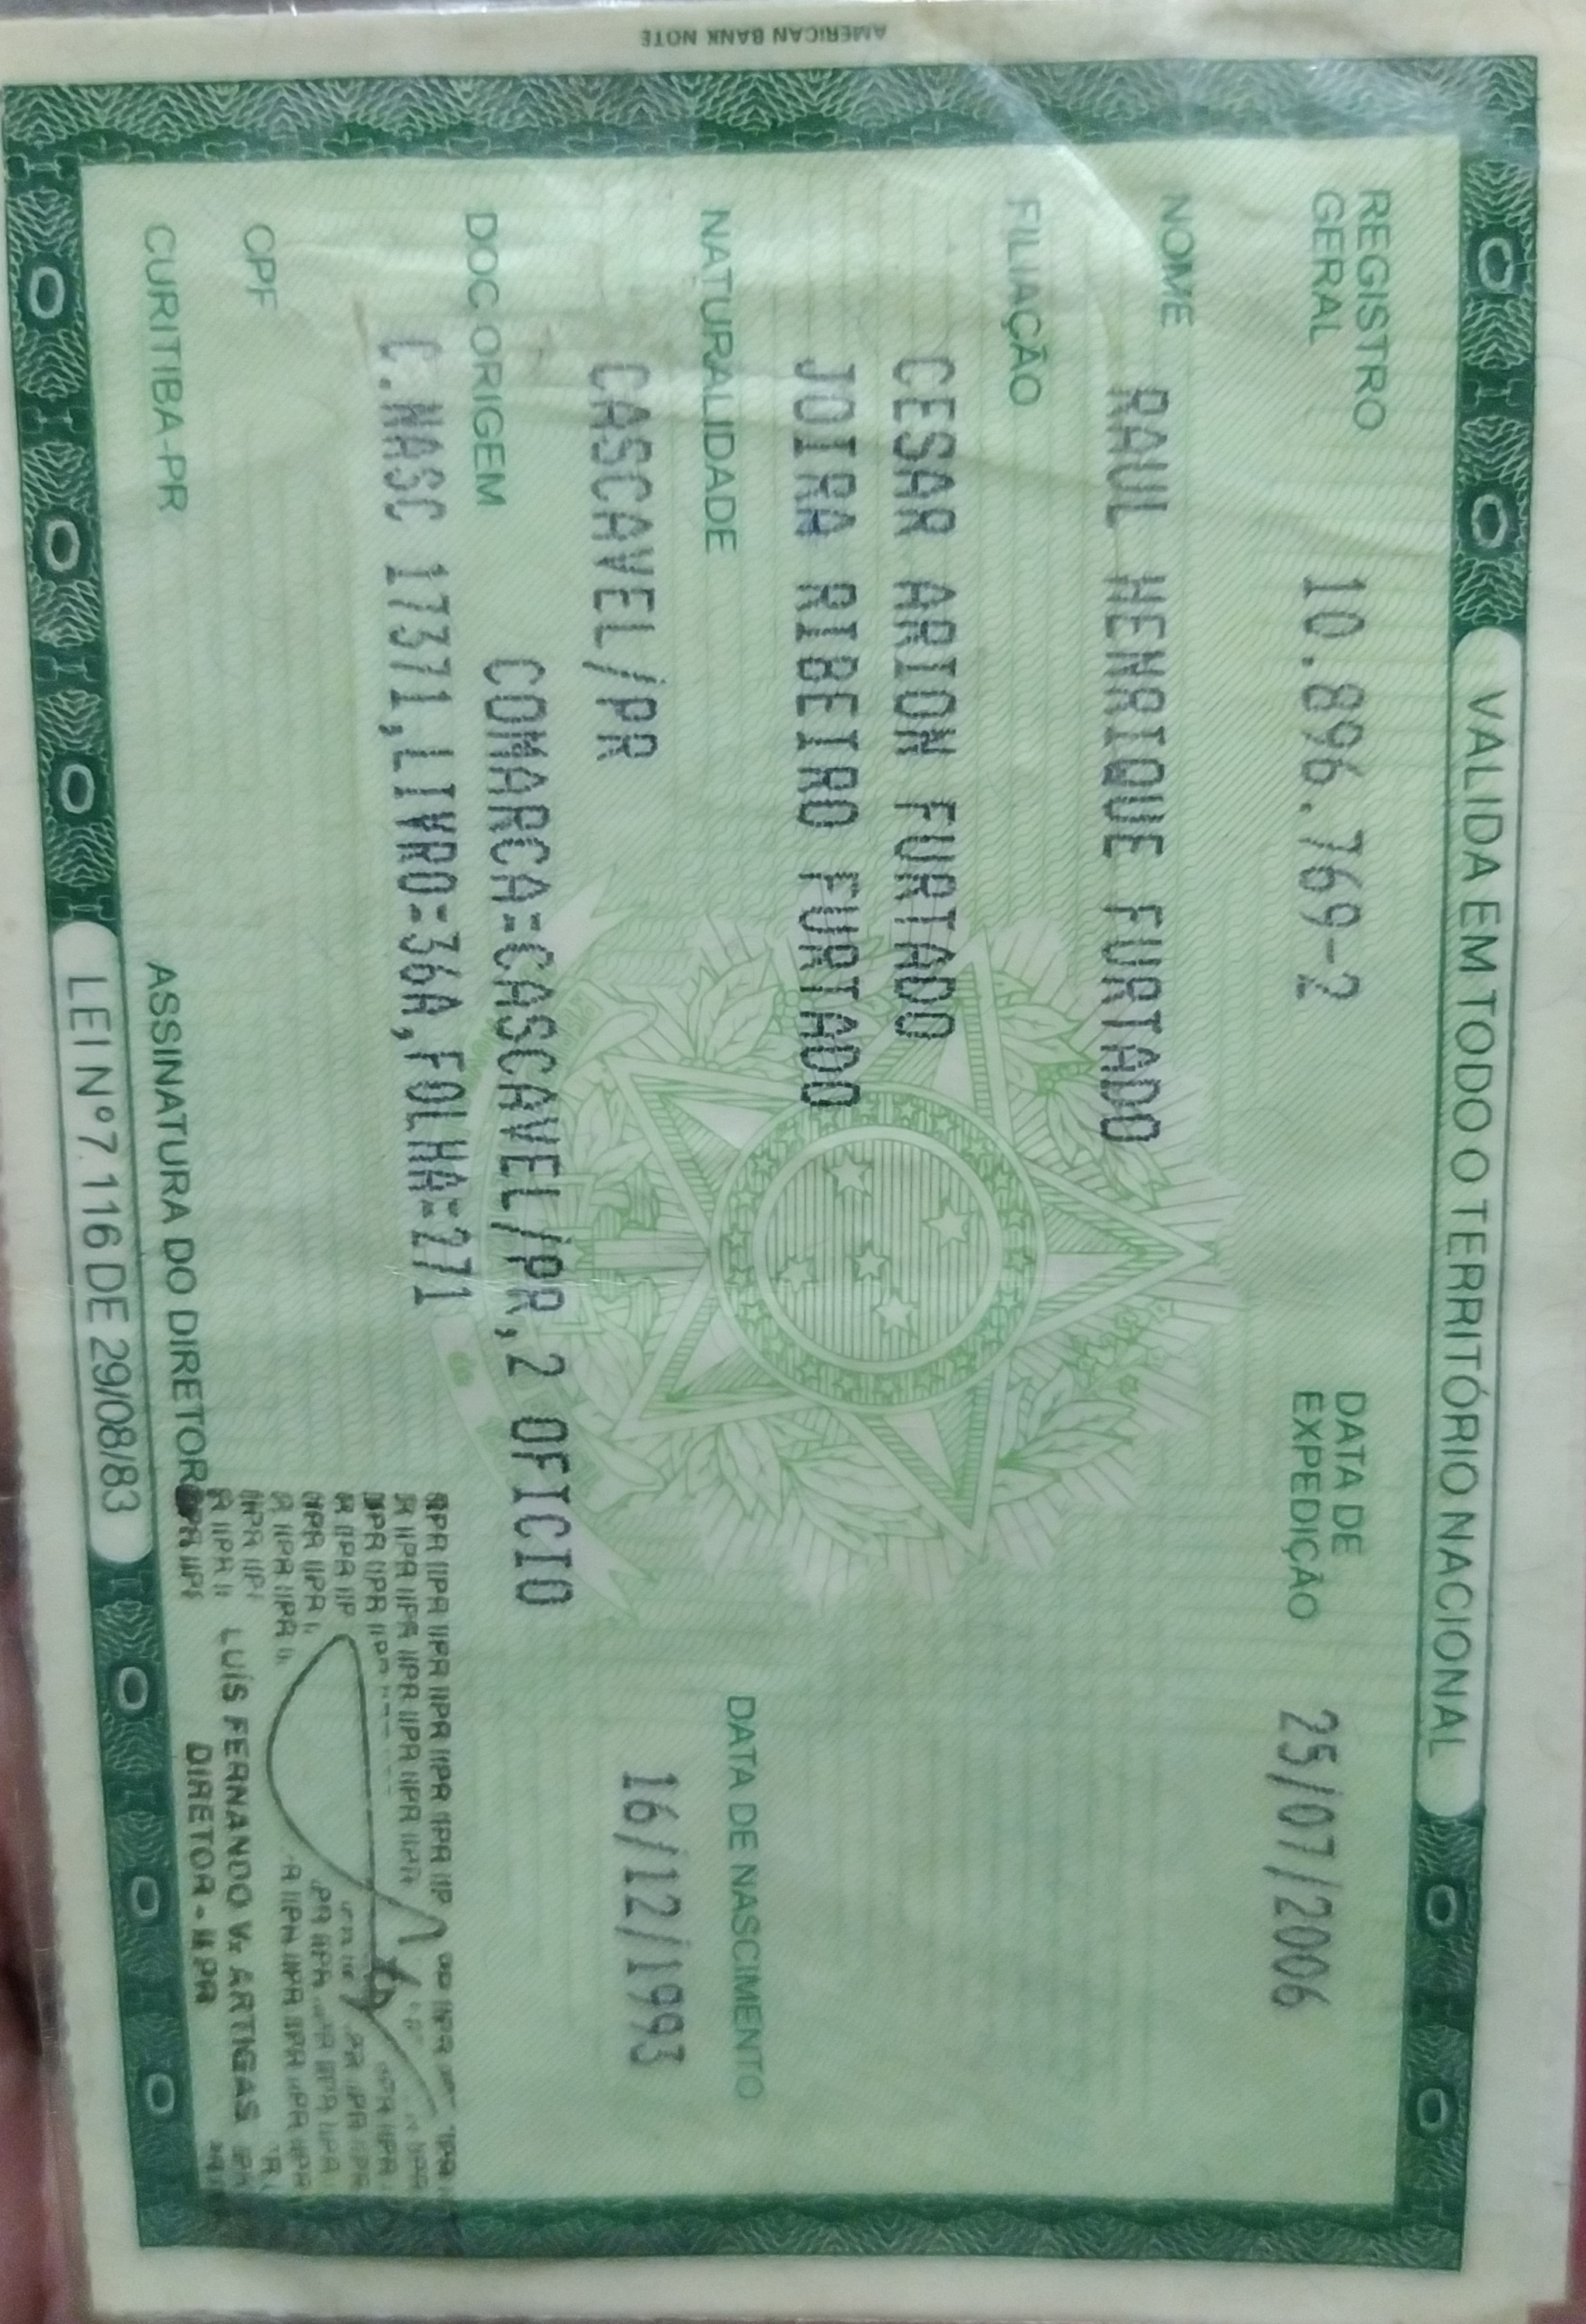 AMERICAN BANK NOTE
VALIDA EM TODO O TERRITÓRIO NACIONAL
REGISTRO GERAL 10.896.769-2 DATA DE EXPEDIÇÃO 25/07/2006
NOME RAUL HENRIQUE FURTADO
FILIAÇÃO
CESAR ARION FURTADO
JOIRA RIBEIRO FURTADO
NATURALIDADE DATA DE NASCIMENTO
CASCAVEL/PR 16/12/1993
DOC ORIGEM COMARCA=CASCAVEL/PR,2 OFICIO
C.NASC 17371,LIVRO=36A,FOLHA=271
CPF
CURITIBA-PR
LUÍS FERNANDO V. ARTIGAS
DIRETOR - IIPR
ASSINATURA DO DIRETOR
LEI Nº 7.116 DE 29/08/83